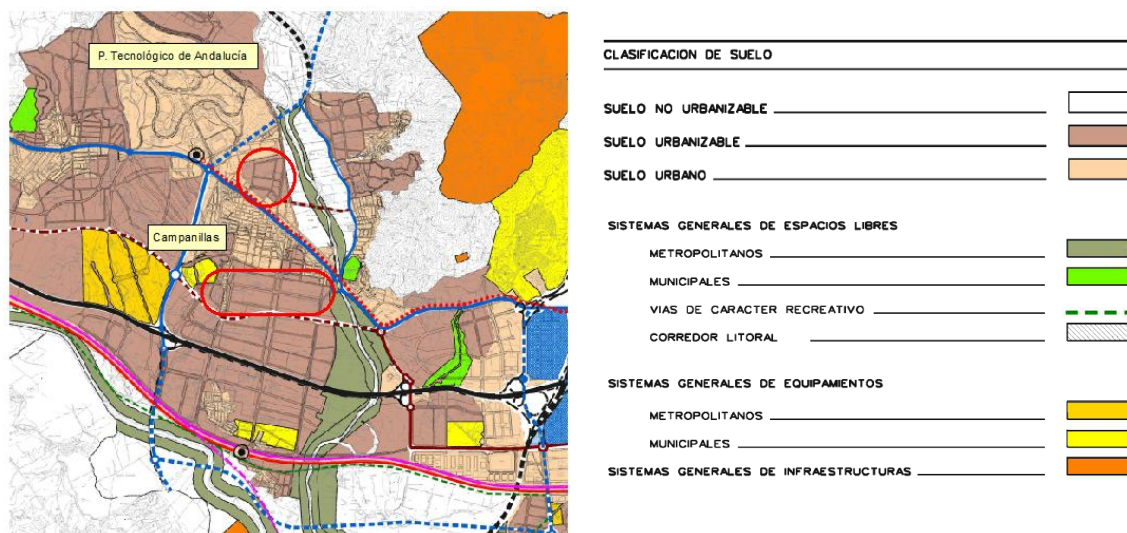 P. Tecnológico de Andalucía
Campanillas
CLASIFICACION DE SUELO
SUELO NO URBANIZABLE
SUELO URBANIZABLE
SUELO URBANO
SISTEMAS GENERALES DE ESPACIOS LIBRES
METROPOLITANOS
MUNICIPALES
VIAS DE CARACTER RECREATIVO
CORREDOR LITORAL
SISTEMAS GENERALES DE EQUIPAMIENTOS
METROPOLITANOS
MUNICIPALES
SISTEMAS GENERALES DE INFRAESTRUCTURAS